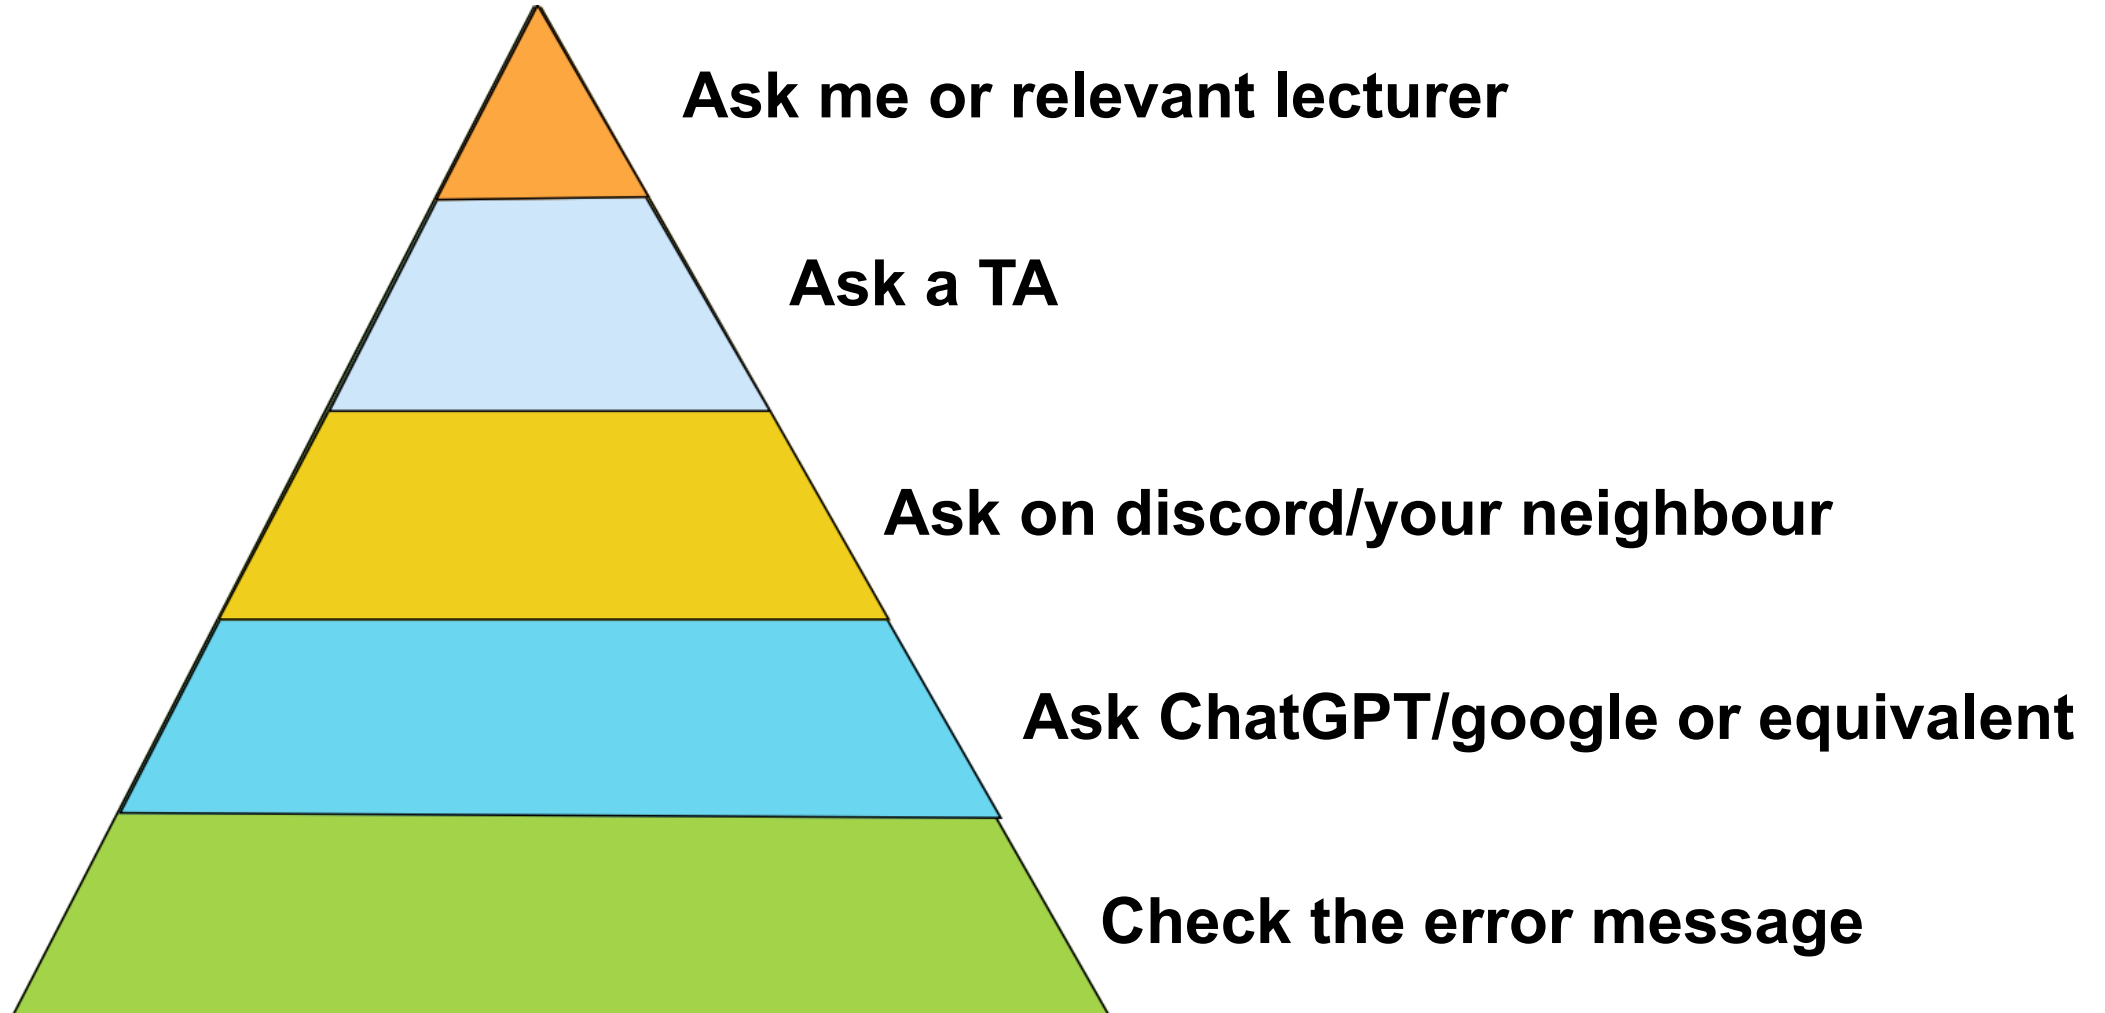 Ask me or relevant lecturer
Ask a TA
Ask on discord/your neighbour
Ask ChatGPT/google or equivalent
Check the error message